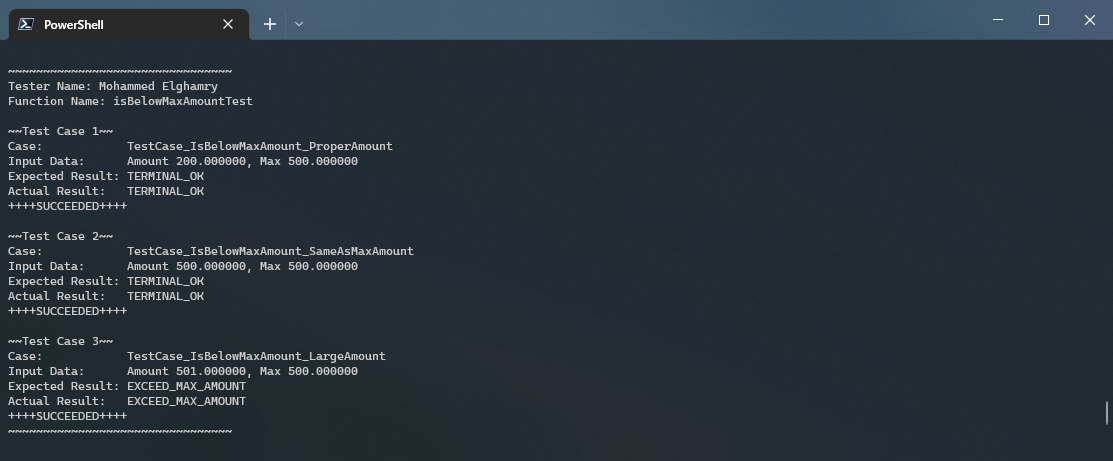 PowerShell
~~~~~~~~~~~~~~~~~~~~~~~~~~~~~~~~
Tester Name: Mohammed Elghamry
Function Name: isBelowMaxAmountTest
~~Test Case 1~~
Case:            TestCase_IsBelowMaxAmount_ProperAmount
Input Data:      Amount 200.000000, Max 500.000000
Expected Result: TERMINAL_OK
Actual Result:   TERMINAL_OK
++++SUCCEEDED++++
~~Test Case 2~~
Case:            TestCase_IsBelowMaxAmount_SameAsMaxAmount
Input Data:      Amount 500.000000, Max 500.000000
Expected Result: TERMINAL_OK
Actual Result:   TERMINAL_OK
++++SUCCEEDED++++
~~Test Case 3~~
Case:            TestCase_IsBelowMaxAmount_LargeAmount
Input Data:      Amount 501.000000, Max 500.000000
Expected Result: EXCEED_MAX_AMOUNT
Actual Result:   EXCEED_MAX_AMOUNT
++++SUCCEEDED++++
~~~~~~~~~~~~~~~~~~~~~~~~~~~~~~~~